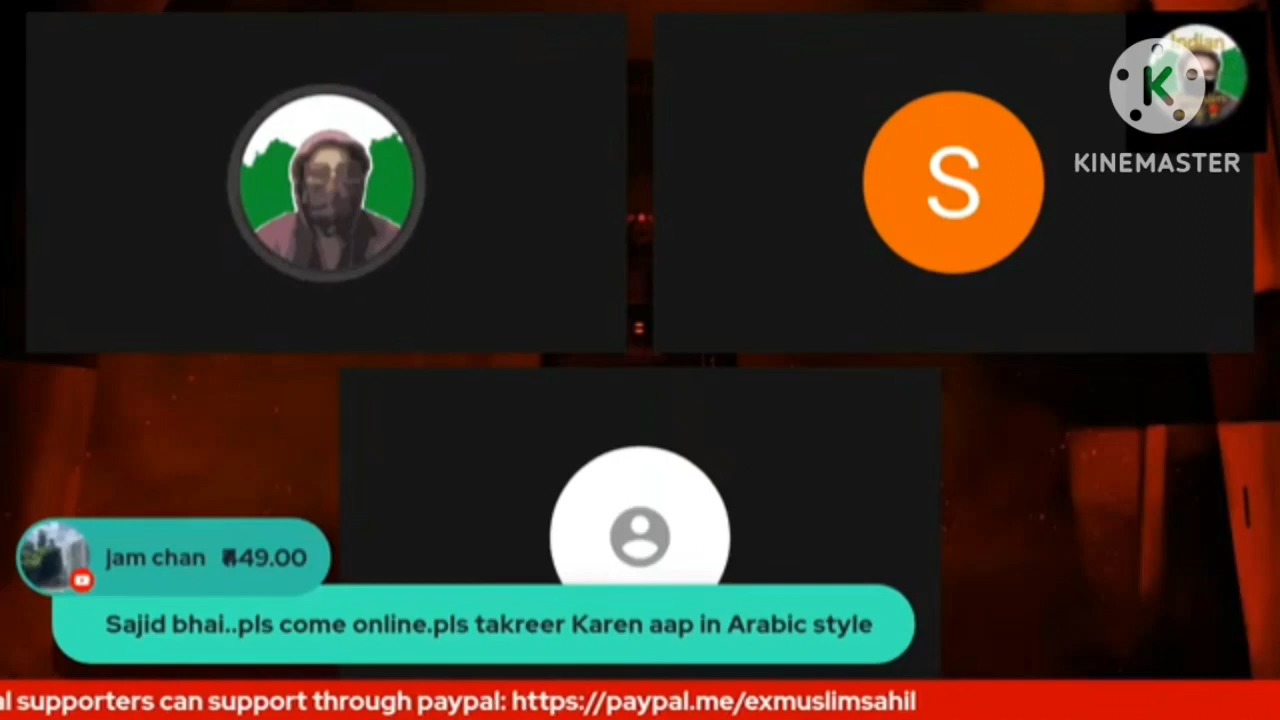 Indian
K
KINEMASTER
S
jam chan 49.00
Sajid bhai..pls come online.pls takreer Karen aap in Arabic style
al supporters can support through paypal: https://paypal.me/exmuslimsahil